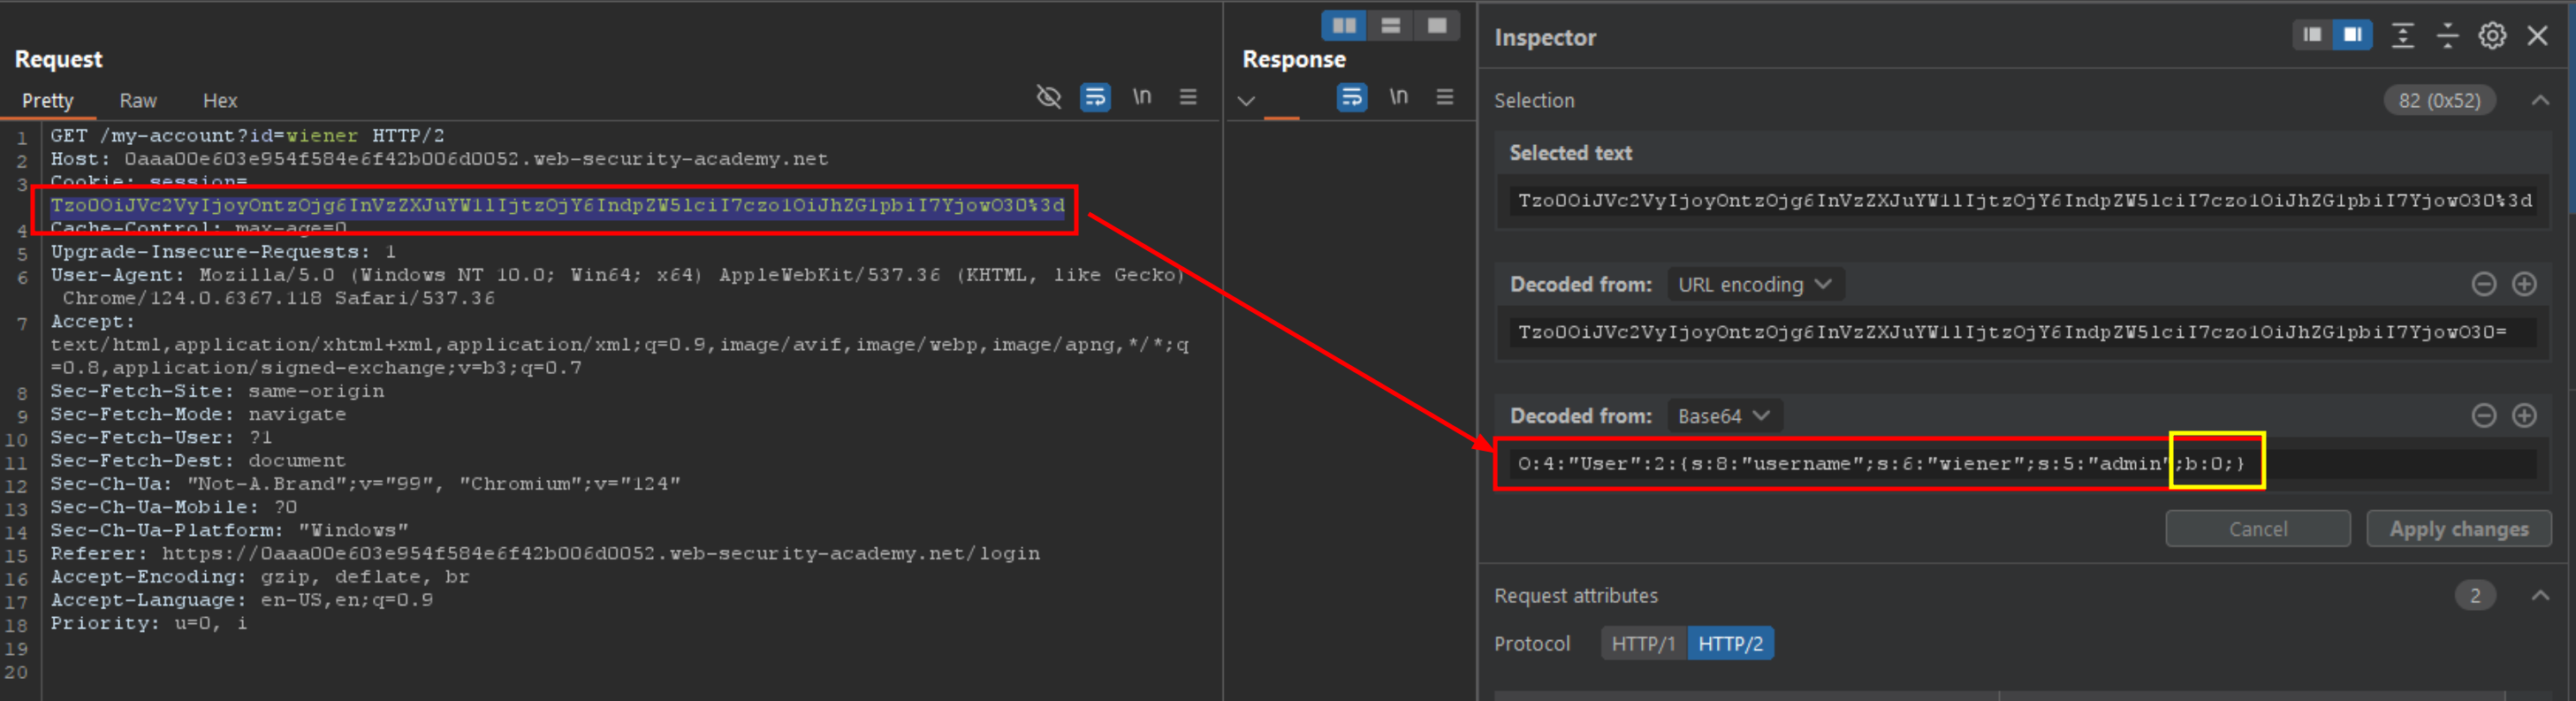 Request
Pretty Raw Hex
\n
1 GET /my-account?id=wiener HTTP/2
2 Host: 0aaa00e603e954f584e6f42b006d0052.web-security-academy.net
3 Cookie: session=
Tzo0OiJVc2VyIjoyOntzOjg6InVzZXJuYW1lIjtzOjY6IndpZW5lciI7czo1OiJhZG1pbiI7YjowO30%3d
4 Cache-Control: max-age=0
5 Upgrade-Insecure-Requests: 1
6 User-Agent: Mozilla/5.0 (Windows NT 10.0; Win64; x64) AppleWebKit/537.36 (KHTML, like Gecko)
Chrome/124.0.6367.118 Safari/537.36
7 Accept:
text/html,application/xhtml+xml,application/xml;q=0.9,image/avif,image/webp,image/apng,*/*;q
=0.8,application/signed-exchange;v=b3;q=0.7
8 Sec-Fetch-Site: same-origin
9 Sec-Fetch-Mode: navigate
10 Sec-Fetch-User: ?1
11 Sec-Fetch-Dest: document
12 Sec-Ch-Ua: "Not-A.Brand";v="99", "Chromium";v="124"
13 Sec-Ch-Ua-Mobile: ?0
14 Sec-Ch-Ua-Platform: "Windows"
15 Referer: https://0aaa00e603e954f584e6f42b006d0052.web-security-academy.net/login
16 Accept-Encoding: gzip, deflate, br
17 Accept-Language: en-US,en;q=0.9
18 Priority: u=0, i
19
20
Response
\n
Inspector
Selection 82 (0x52)
Selected text
Tzo0OiJVc2VyIjoyOntzOjg6InVzZXJuYW1lIjtzOjY6IndpZW5lciI7czo1OiJhZG1pbiI7YjowO30%3d
Decoded from: URL encoding
Tzo0OiJVc2VyIjoyOntzOjg6InVzZXJuYW1lIjtzOjY6IndpZW5lciI7czo1OiJhZG1pbiI7YjowO30=
Decoded from: Base64
O:4:"User":2:{s:8:"username";s:6:"wiener";s:5:"admin";b:0;}
Cancel Apply changes
Request attributes 2
Protocol HTTP/1 HTTP/2